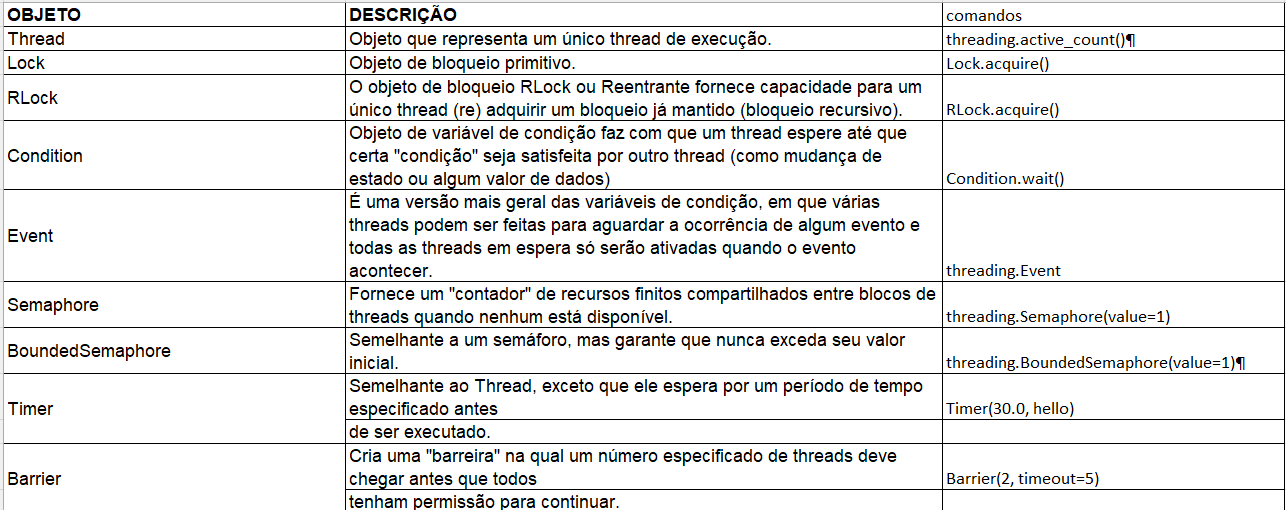 OBJETO DESCRIÇÃO comandos
Thread Objeto que representa um único thread de execução. threading.active_count()¶
Lock Objeto de bloqueio primitivo. Lock.acquire()
RLock
O objeto de bloqueio RLock ou Reentrante fornece capacidade para um
único thread (re) adquirir um bloqueio já mantido (bloqueio recursivo).
RLock.acquire()
Condition
Objeto de variável de condição faz com que um thread espere até que
certa "condição" seja satisfeita por outro thread (como mudança de
estado ou algum valor de dados)
Condition.wait()
Event
É uma versão mais geral das variáveis de condição, em que várias
threads podem ser feitas para aguardar a ocorrência de algum evento e
todas as threads em espera só serão ativadas quando o evento
acontecer.
threading.Event
Semaphore
Fornece um "contador" de recursos finitos compartilhados entre blocos de
threads quando nenhum está disponível.
threading.Semaphore(value=1)
BoundedSemaphore
Semelhante a um semáforo, mas garante que nunca exceda seu valor
inicial.
threading.BoundedSemaphore(value=1)¶
Timer
Semelhante ao Thread, exceto que ele espera por um período de tempo
especificado antes
de ser executado.
Timer(30.0, hello)
Barrier
Cria uma "barreira" na qual um número especificado de threads deve
chegar antes que todos
tenham permissão para continuar.
Barrier(2, timeout=5)